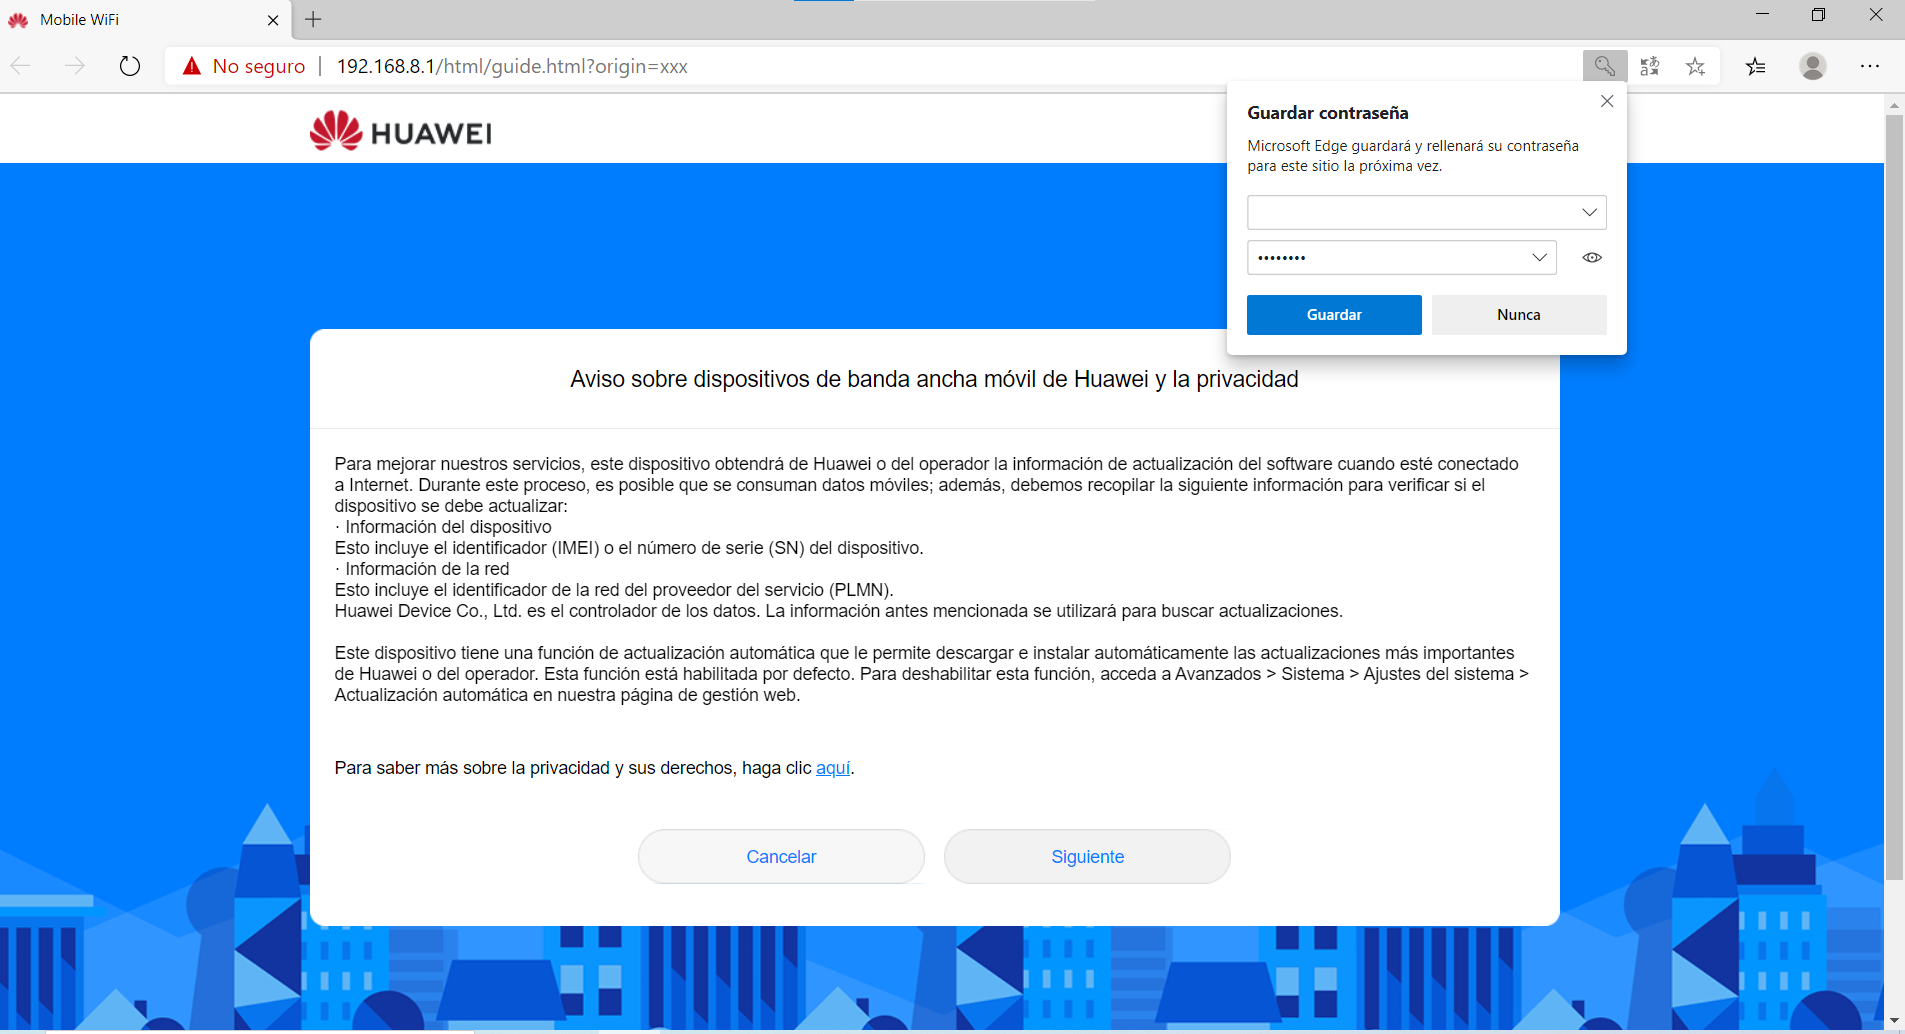 Mobile WiFi
No seguro | 192.168.8.1/html/guide.html?origin=xxx
HUAWEI
Guardar contraseña
Microsoft Edge guardará y rellenará su contraseña
para este sitio la próxima vez.
••••••••
Guardar
Nunca
Aviso sobre dispositivos de banda ancha móvil de Huawei y la privacidad
Para mejorar nuestros servicios, este dispositivo obtendrá de Huawei o del operador la información de actualización del software cuando esté conectado
a Internet. Durante este proceso, es posible que se consuman datos móviles; además, debemos recopilar la siguiente información para verificar si el
dispositivo se debe actualizar:
· Información del dispositivo
Esto incluye el identificador (IMEI) o el número de serie (SN) del dispositivo.
· Información de la red
Esto incluye el identificador de la red del proveedor del servicio (PLMN).
Huawei Device Co., Ltd. es el controlador de los datos. La información antes mencionada se utilizará para buscar actualizaciones.
Este dispositivo tiene una función de actualización automática que le permite descargar e instalar automáticamente las actualizaciones más importantes
de Huawei o del operador. Esta función está habilitada por defecto. Para deshabilitar esta función, acceda a Avanzados > Sistema > Ajustes del sistema >
Actualización automática en nuestra página de gestión web.
Para saber más sobre la privacidad y sus derechos, haga clic aquí.
Cancelar
Siguiente